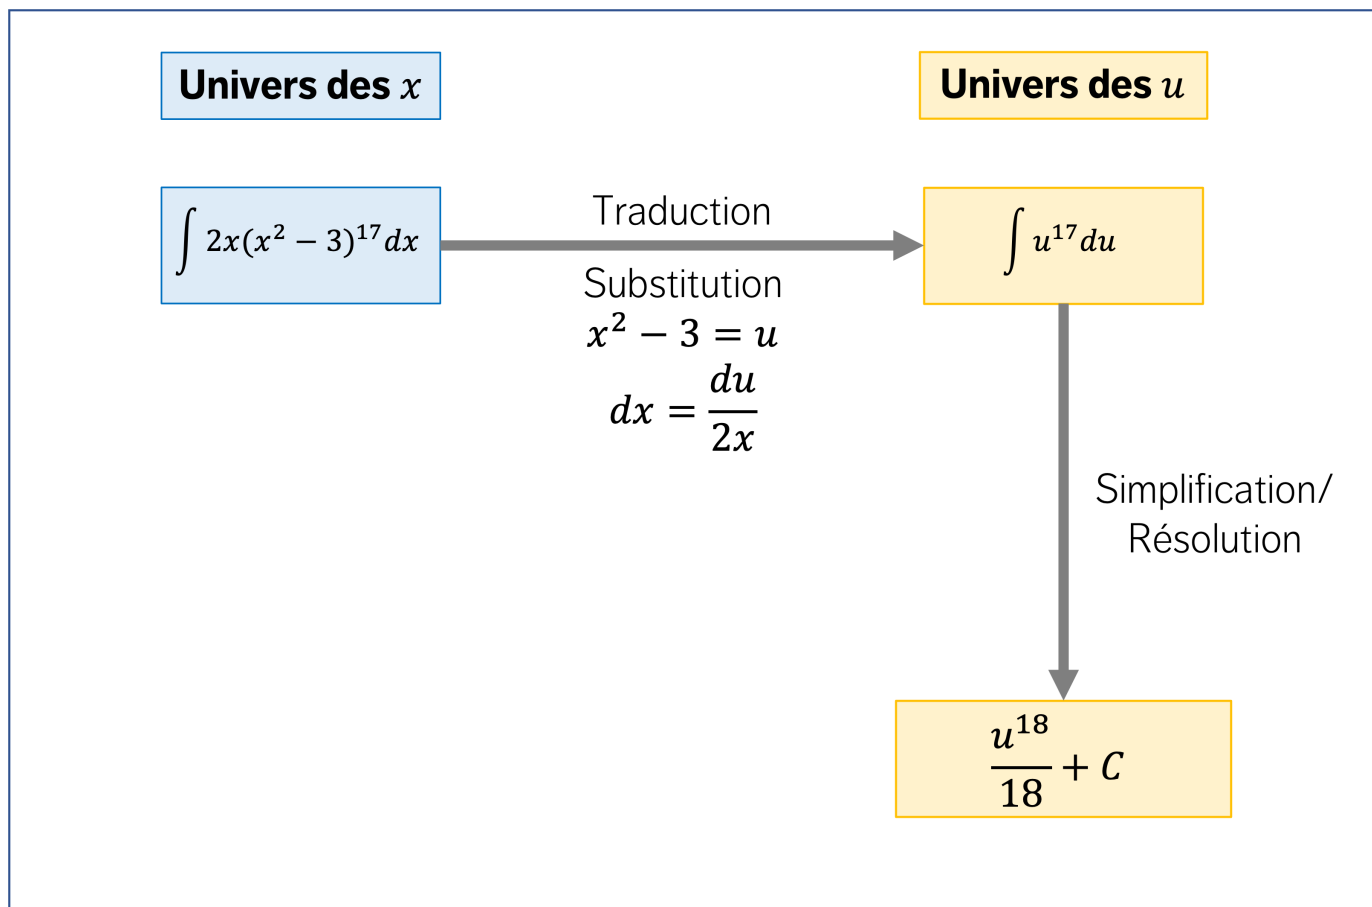 Univers des x
Univers des u
∫ 2x(x² − 3)¹⁷dx
Traduction
∫ u¹⁷du
Substitution
x² − 3 = u
dx = du/2x
Simplification/
Résolution
u¹⁸/18 + C